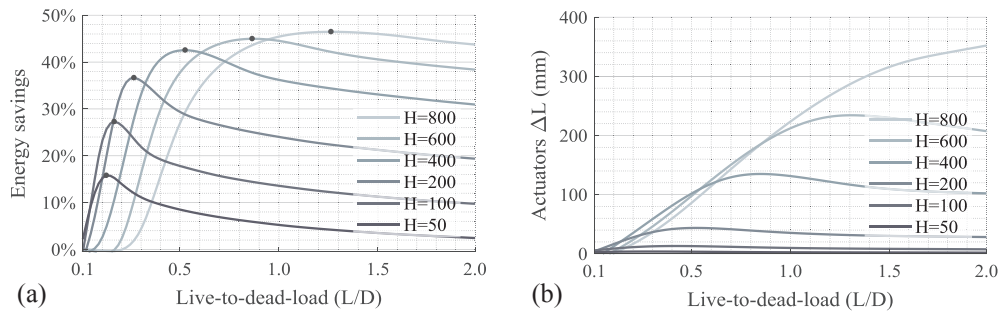 50%
40%
30%
20%
10%
0%
Energy savings
H=800
H=600
H=400
H=200
H=100
H=50
0.1
0.5
1.0
1.5
2.0
Live-to-dead-load (L/D)
(a)
400
300
200
100
0
Actuators ΔL (mm)
H=800
H=600
H=400
H=200
H=100
H=50
0.1
0.5
1.0
1.5
2.0
Live-to-dead-load (L/D)
(b)